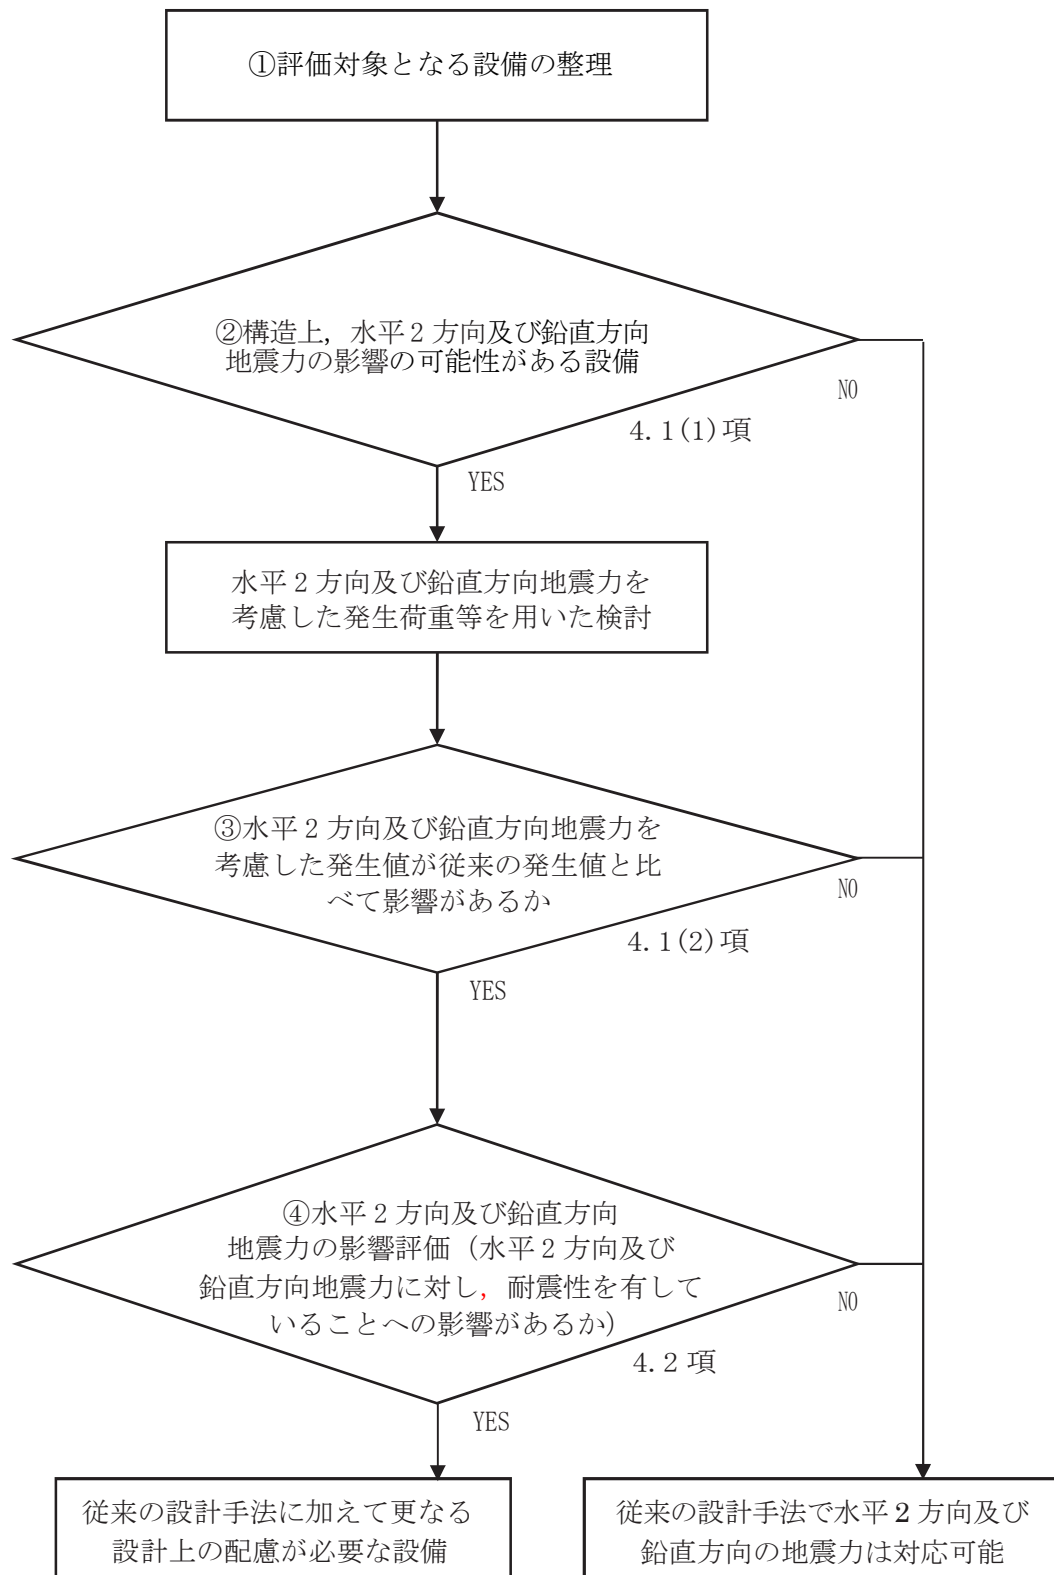 ①評価対象となる設備の整理
②構造上，水平２方向及び鉛直方向
地震力の影響の可能性がある設備
NO
4.1(1)項
YES
水平２方向及び鉛直方向地震力を
考慮した発生荷重等を用いた検討
③水平２方向及び鉛直方向地震力を
考慮した発生値が従来の発生値と比
べて影響があるか
NO
4.1(2)項
YES
④水平２方向及び鉛直方向
地震力の影響評価（水平２方向及び
鉛直方向地震力に対し，耐震性を有して
いることへの影響があるか）
NO
4.2 項
YES
従来の設計手法に加えて更なる
設計上の配慮が必要な設備
従来の設計手法で水平２方向及び
鉛直方向の地震力は対応可能